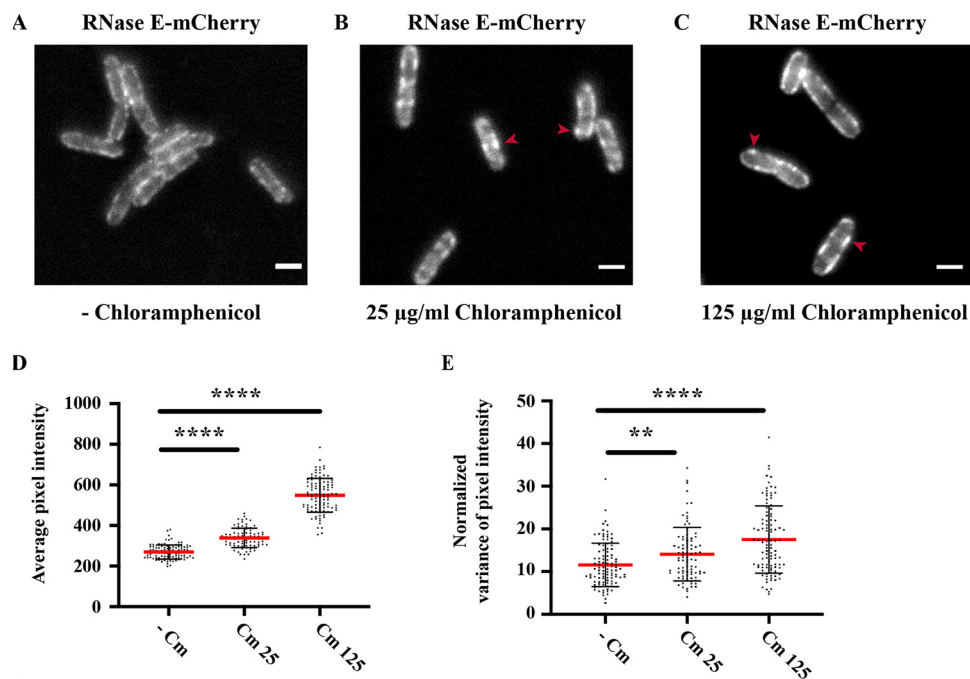 A RNase E-mCherry
B RNase E-mCherry
C RNase E-mCherry
- Chloramphenicol
25 µg/ml Chloramphenicol
125 µg/ml Chloramphenicol
D
Average pixel intensity
1000
800
600
400
200
0
****
****
- Cm
Cm 25
Cm 125
E
Normalized
variance of pixel intensity
50
40
30
20
10
0
****
**
- Cm
Cm 25
Cm 125